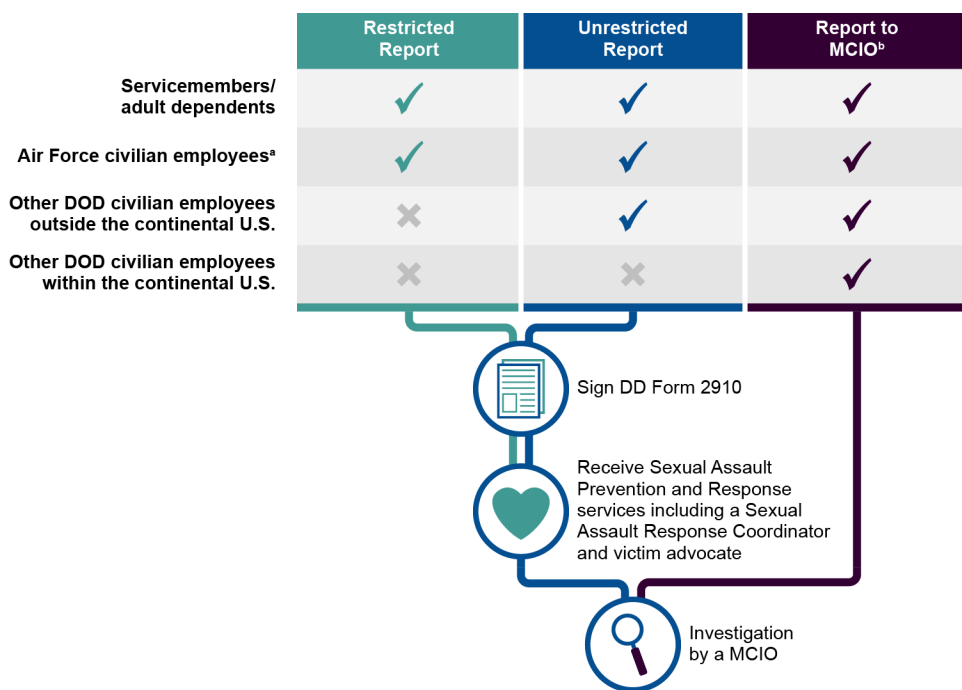 Restricted
Report
Unrestricted
Report
Report to
MCIOᵇ
Servicemembers/
adult dependents
Air Force civilian employeesᵃ
Other DOD civilian employees
outside the continental U.S.
Other DOD civilian employees
within the continental U.S.
Sign DD Form 2910
Receive Sexual Assault
Prevention and Response
services including a Sexual
Assault Response Coordinator
and victim advocate
Investigation
by a MCIO